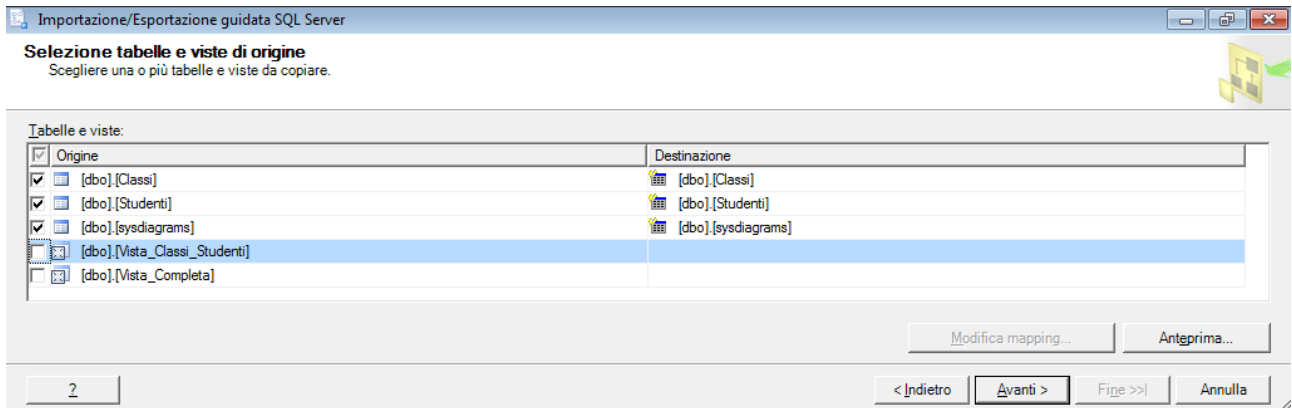 Importazione/Esportazione guidata SQL Server
Selezione tabelle e viste di origine
Scegliere una o più tabelle e viste da copiare.
Tabelle e viste:
Origine Destinazione
[dbo].[Classi] [dbo].[Classi]
[dbo].[Studenti] [dbo].[Studenti]
[dbo].[sysdiagrams] [dbo].[sysdiagrams]
[dbo].[Vista_Classi_Studenti]
[dbo].[Vista_Completa]
Modifica mapping... Anteprima...
? < Indietro Avanti > Fine >>| Annulla